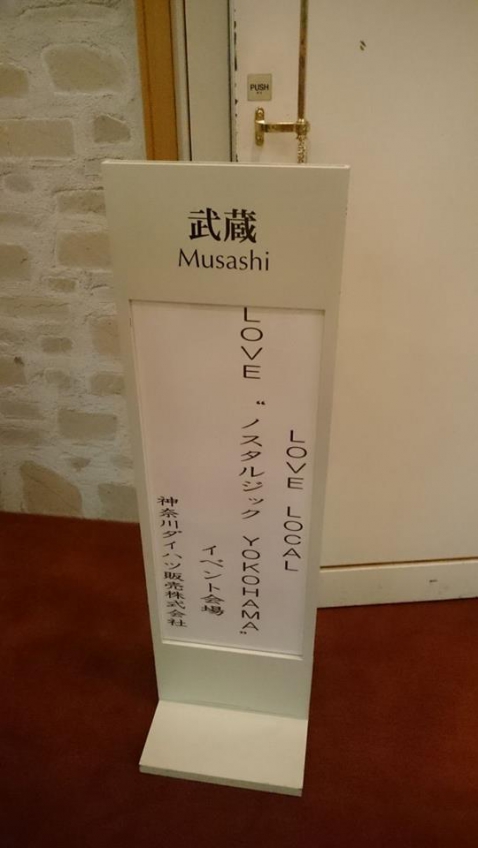 PUSH
武蔵
Musashi
LOVE LOCAL
LOVE “ノスタルジック YOKOHAMA”
イベント会場
神奈川ダイハツ販売株式会社